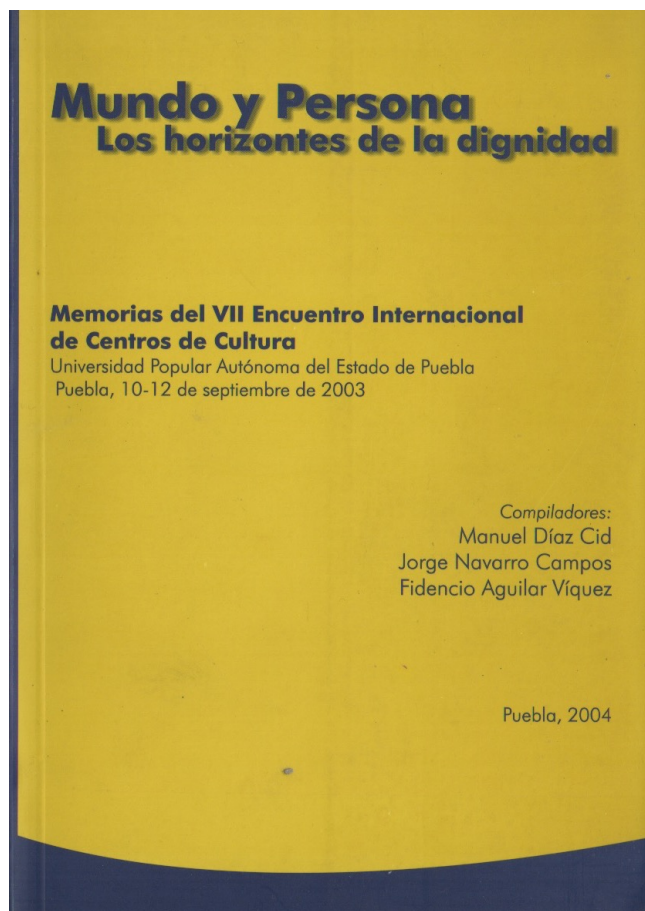 Mundo y Persona
Los horizontes de la dignidad
Memorias del VII Encuentro Internacional
de Centros de Cultura
Universidad Popular Autónoma del Estado de Puebla
Puebla, 10-12 de septiembre de 2003
Compiladores:
Manuel Díaz Cid
Jorge Navarro Campos
Fidencio Aguilar Víquez
Puebla, 2004